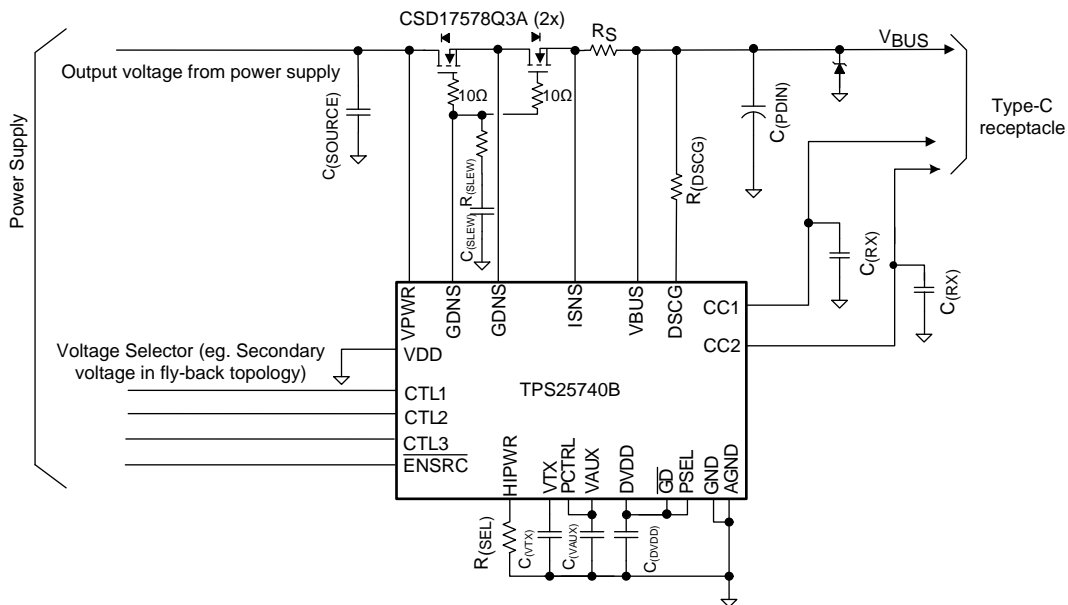 CSD17578Q3A (2x)
RS
VBUS
Output voltage from power supply
10Ω
10Ω
Type-C
receptacle
Power Supply
C(SOURCE)
R(SLEW)
C(SLEW)
R(DSCG)
C(PDIN)
C(RX)
C(RX)
VPWR
GDNS
GDNS
ISNS
VBUS
DSCG
CC1
CC2
Voltage Selector (eg. Secondary
voltage in fly-back topology)
VDD
TPS25740B
CTL1
CTL2
CTL3
ENSRC
HIPWR
VTX
PCTRL
VAUX
DVDD
GD
PSEL
GND
AGND
R(SEL)
C(VTX)
C(VAUX)
C(DVDD)